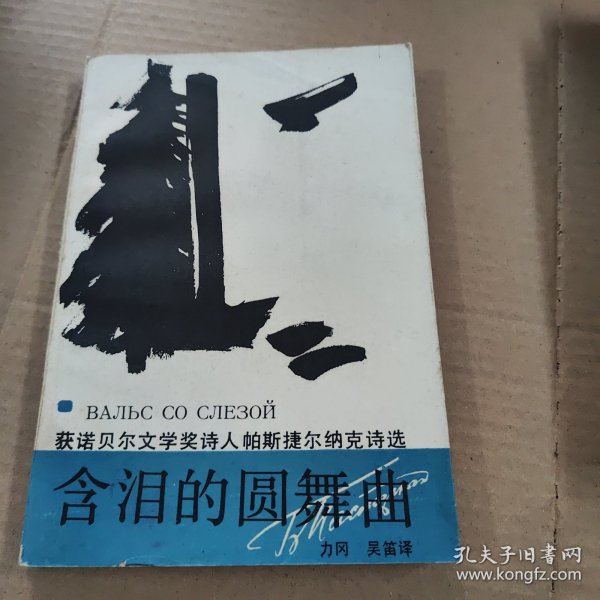 ВАЛЬС СО СЛЕЗОЙ
获诺贝尔文学奖诗人帕斯捷尔纳克诗选
含泪的圆舞曲
力冈 吴笛译
孔夫子旧书网
www.kongfz.com